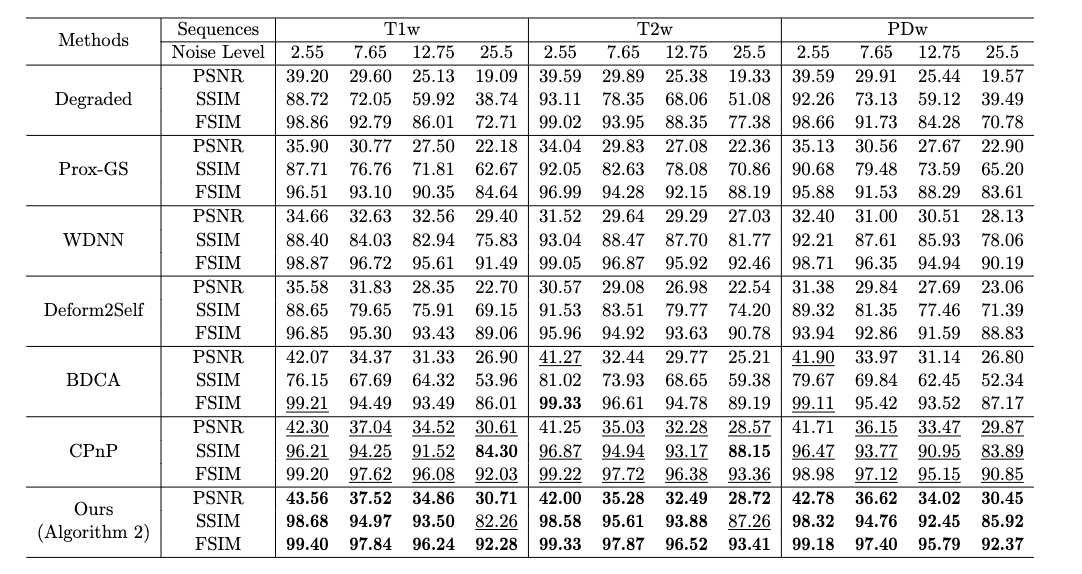 Methods Sequences T1w T2w PDw
Noise Level 2.55 7.65 12.75 25.5 2.55 7.65 12.75 25.5 2.55 7.65 12.75 25.5
Degraded PSNR 39.20 29.60 25.13 19.09 39.59 29.89 25.38 19.33 39.59 29.91 25.44 19.57
SSIM 88.72 72.05 59.92 38.74 93.11 78.35 68.06 51.08 92.26 73.13 59.12 39.49
FSIM 98.86 92.79 86.01 72.71 99.02 93.95 88.35 77.38 98.66 91.73 84.28 70.78
Prox-GS PSNR 35.90 30.77 27.50 22.18 34.04 29.83 27.08 22.36 35.13 30.56 27.67 22.90
SSIM 87.71 76.76 71.81 62.67 92.05 82.63 78.08 70.86 90.68 79.48 73.59 65.20
FSIM 96.51 93.10 90.35 84.64 96.99 94.28 92.15 88.19 95.88 91.53 88.29 83.61
WDNN PSNR 34.66 32.63 32.56 29.40 31.52 29.64 29.29 27.03 32.40 31.00 30.51 28.13
SSIM 88.40 84.03 82.94 75.83 93.04 88.47 87.70 81.77 92.21 87.61 85.93 78.06
FSIM 98.87 96.72 95.61 91.49 99.05 96.87 95.92 92.46 98.71 96.35 94.94 90.19
Deform2Self PSNR 35.58 31.83 28.35 22.70 30.57 29.08 26.98 22.54 31.38 29.84 27.69 23.06
SSIM 88.65 79.65 75.91 69.15 91.53 83.51 79.77 74.20 89.32 81.35 77.46 71.39
FSIM 96.85 95.30 93.43 89.06 95.96 94.92 93.63 90.78 93.94 92.86 91.59 88.83
BDCA PSNR 42.07 34.37 31.33 26.90 41.27 32.44 29.77 25.21 41.90 33.97 31.14 26.80
SSIM 76.15 67.69 64.32 53.96 81.02 73.93 68.65 59.38 79.67 69.84 62.45 52.34
FSIM 99.21 94.49 93.49 86.01 99.33 96.61 94.78 89.19 99.11 95.42 93.52 87.17
CPnP PSNR 42.30 37.04 34.52 30.61 41.25 35.03 32.28 28.57 41.71 36.15 33.47 29.87
SSIM 96.21 94.25 91.52 84.30 96.87 94.94 93.17 88.15 96.47 93.77 90.95 83.89
FSIM 99.20 97.62 96.08 92.03 99.22 97.72 96.38 93.36 98.98 97.12 95.15 90.85
Ours (Algorithm 2) PSNR 43.56 37.52 34.86 30.71 42.00 35.28 32.49 28.72 42.78 36.62 34.02 30.45
SSIM 98.68 94.97 93.50 82.26 98.58 95.61 93.88 87.26 98.32 94.76 92.45 85.92
FSIM 99.40 97.84 96.24 92.28 99.33 97.87 96.52 93.41 99.18 97.40 95.79 92.37